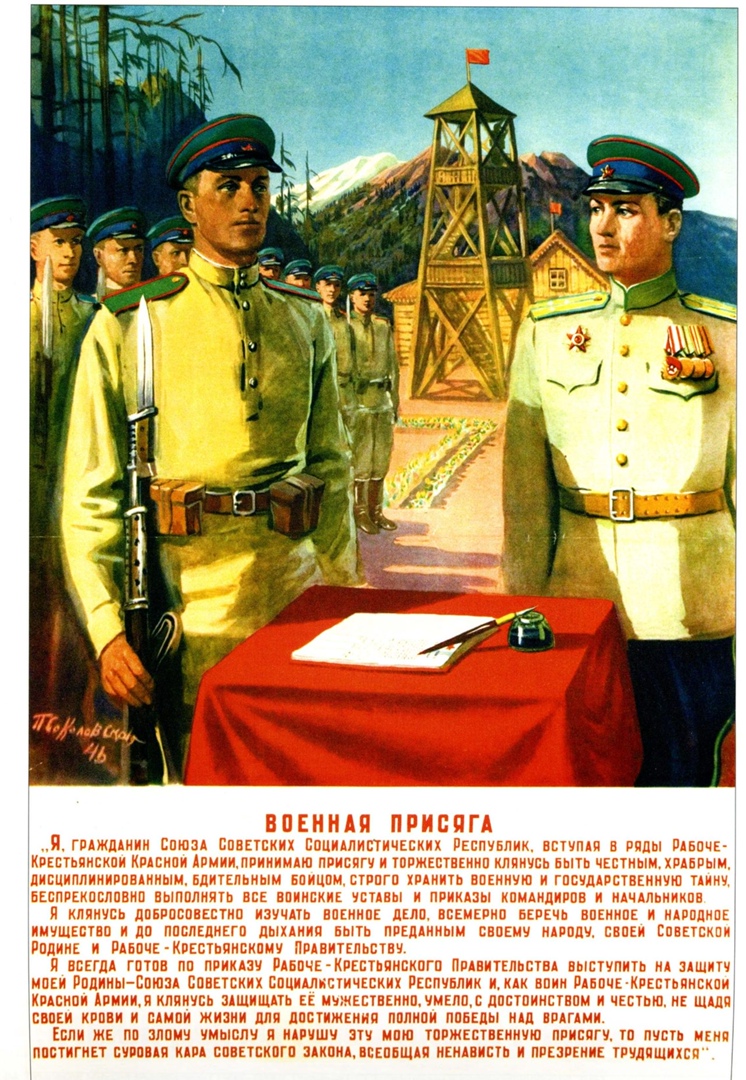 П Соколов Скаля
46
ВОЕННАЯ ПРИСЯГА
„Я, ГРАЖДАНИН СОЮЗА СОВЕТСКИХ СОЦИАЛИСТИЧЕСКИХ РЕСПУБЛИК, ВСТУПАЯ В РЯДЫ РАБОЧЕ-
КРЕСТЬЯНСКОЙ КРАСНОЙ АРМИИ, ПРИНИМАЮ ПРИСЯГУ И ТОРЖЕСТВЕННО КЛЯНУСЬ БЫТЬ ЧЕСТНЫМ, ХРАБРЫМ,
ДИСЦИПЛИНИРОВАННЫМ, БДИТЕЛЬНЫМ БОЙЦОМ, СТРОГО ХРАНИТЬ ВОЕННУЮ И ГОСУДАРСТВЕННУЮ ТАЙНУ,
БЕСПРЕКОСЛОВНО ВЫПОЛНЯТЬ ВСЕ ВОИНСКИЕ УСТАВЫ И ПРИКАЗЫ КОМАНДИРОВ И НАЧАЛЬНИКОВ.
Я КЛЯНУСЬ ДОБРОСОВЕСТНО ИЗУЧАТЬ ВОЕННОЕ ДЕЛО, ВСЕМЕРНО БЕРЕЧЬ ВОЕННОЕ И НАРОДНОЕ
ИМУЩЕСТВО И ДО ПОСЛЕДНЕГО ДЫХАНИЯ БЫТЬ ПРЕДАННЫМ СВОЕМУ НАРОДУ, СВОЕЙ СОВЕТСКОЙ
РОДИНЕ И РАБОЧЕ-КРЕСТЬЯНСКОМУ ПРАВИТЕЛЬСТВУ.
Я ВСЕГДА ГОТОВ ПО ПРИКАЗУ РАБОЧЕ-КРЕСТЬЯНСКОГО ПРАВИТЕЛЬСТВА ВЫСТУПИТЬ НА ЗАЩИТУ
МОЕЙ РОДИНЫ—СОЮЗА СОВЕТСКИХ СОЦИАЛИСТИЧЕСКИХ РЕСПУБЛИК И, КАК ВОИН РАБОЧЕ-КРЕСТЬЯНСКОЙ
КРАСНОЙ АРМИИ, Я КЛЯНУСЬ ЗАЩИЩАТЬ ЕЁ МУЖЕСТВЕННО, УМЕЛО, С ДОСТОИНСТВОМ И ЧЕСТЬЮ, НЕ ЩАДЯ
СВОЕЙ КРОВИ И САМОЙ ЖИЗНИ ДЛЯ ДОСТИЖЕНИЯ ПОЛНОЙ ПОБЕДЫ НАД ВРАГАМИ.
ЕСЛИ ЖЕ ПО ЗЛОМУ УМЫСЛУ Я НАРУШУ ЭТУ МОЮ ТОРЖЕСТВЕННУЮ ПРИСЯГУ, ТО ПУСТЬ МЕНЯ
ПОСТИГНЕТ СУРОВАЯ КАРА СОВЕТСКОГО ЗАКОНА, ВСЕОБЩАЯ НЕНАВИСТЬ И ПРЕЗРЕНИЕ ТРУДЯЩИХСЯ".